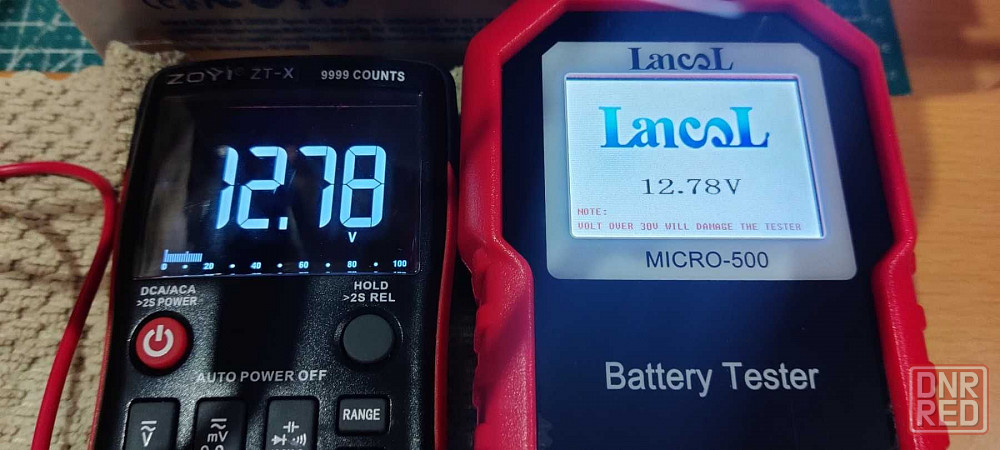 ZOYI ZT-X 9999 COUNTS
12.78
V
0 20 40 60 80 100
DCA/ACA
>2S POWER
HOLD
>2S REL
AUTO POWER OFF
V
mV
RANGE
Lancol
Lancol
12.78V
NOTE:
VOLT OVER 30V WILL DAMAGE THE TESTER
MICRO-500
Battery Tester
DNR
RED